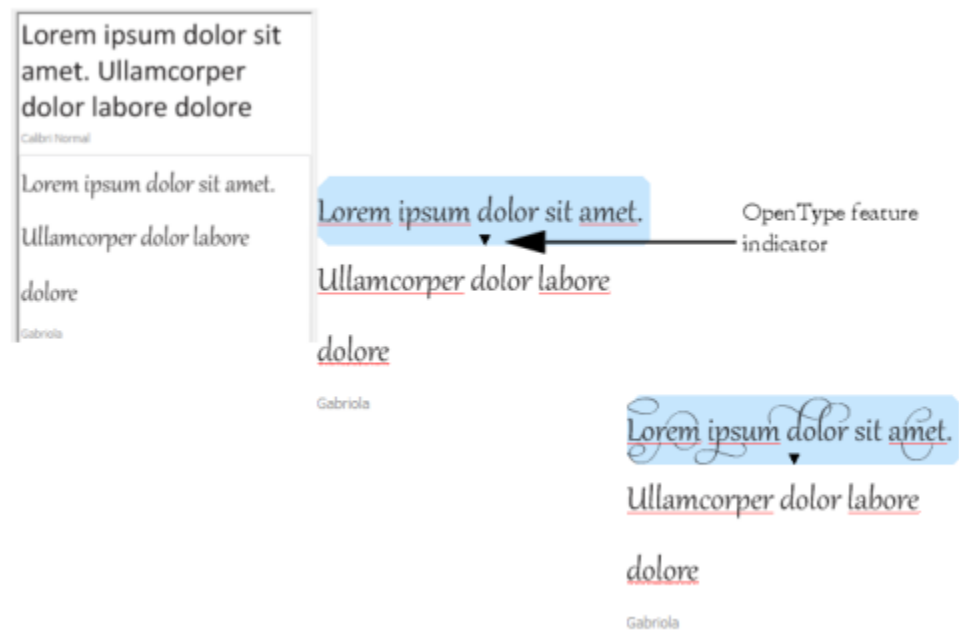 Lorem ipsum dolor sit
amet. Ullamcorper
dolor labore dolore
Calibri Normal
Lorem ipsum dolor sit amet.
Ullamcorper dolor labore
dolore
Gabriola
Lorem ipsum dolor sit amet.
Ullamcorper dolor labore
dolore
Gabriola
OpenType feature
indicator
Lorem ipsum dolor sit amet.
Ullamcorper dolor labore
dolore
Gabriola